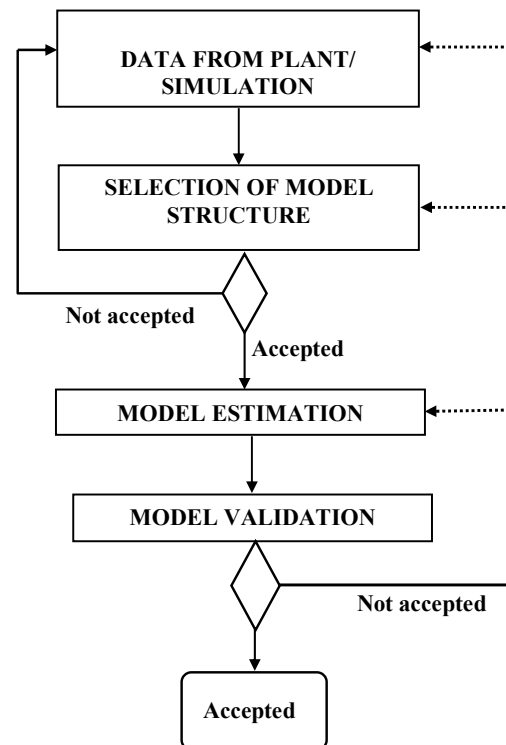 DATA FROM PLANT/
SIMULATION
SELECTION OF MODEL
STRUCTURE
Not accepted
Accepted
MODEL ESTIMATION
MODEL VALIDATION
Not accepted
Accepted